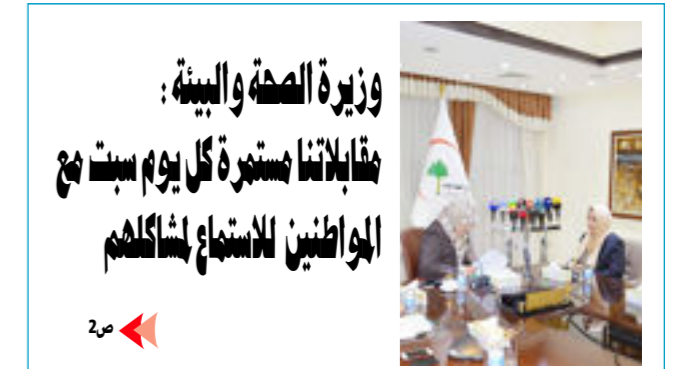 وزيرة الصحة والبيئة :
مقابلاتنا مستمرة كل يوم سبت مع
المواطنين للاستماع لمشاكلهم
ص2